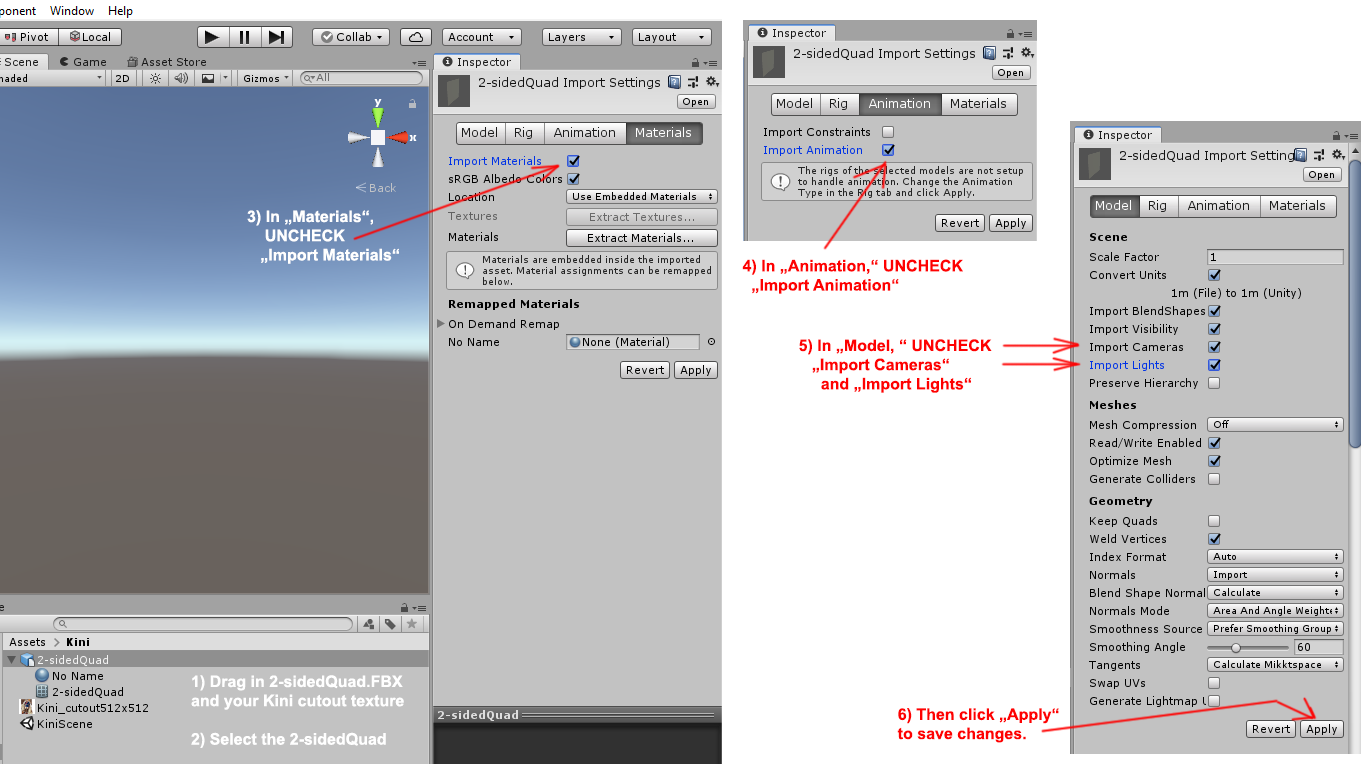 ponent Window Help
Pivot Local Collab Account Layers Layout
Scene Game Asset Store
haded 2D Gizmos All
y
x
Back
3) In „Materials“,
UNCHECK
„Import Materials“
e
Assets > Kini
2-sidedQuad
No Name
2-sidedQuad
Kini_cutout512x512
KiniScene
1) Drag in 2-sidedQuad.FBX
and your Kini cutout texture
2) Select the 2-sidedQuad
Inspector
2-sidedQuad Import Settings
Open
Model Rig Animation Materials
Import Materials
sRGB Albedo Colors
Location Use Embedded Materials
Textures Extract Textures...
Materials Extract Materials...
Materials are embedded inside the imported
asset. Material assignments can be remapped
below.
Remapped Materials
On Demand Remap
No Name None (Material)
Revert Apply
2-sidedQuad
Inspector
2-sidedQuad Import Settings
Open
Model Rig Animation Materials
Import Constraints
Import Animation
The rigs of the selected models are not setup
to handle animation. Change the Animation
Type in the Rig tab and click Apply.
Revert Apply
4) In „Animation,“ UNCHECK
„Import Animation“
5) In „Model, “ UNCHECK
„Import Cameras“
and „Import Lights“
6) Then click „Apply“
to save changes.
Inspector
2-sidedQuad Import Setting
Open
Model Rig Animation Materials
Scene
Scale Factor 1
Convert Units
1m (File) to 1m (Unity)
Import BlendShapes
Import Visibility
Import Cameras
Import Lights
Preserve Hierarchy
Meshes
Mesh Compression Off
Read/Write Enabled
Optimize Mesh
Generate Colliders
Geometry
Keep Quads
Weld Vertices
Index Format Auto
Normals Import
Blend Shape Normal Calculate
Normals Mode Area And Angle Weighte
Smoothness Source Prefer Smoothing Group
Smoothing Angle 60
Tangents Calculate Mikktspace
Swap UVs
Generate Lightmap U
Revert Apply